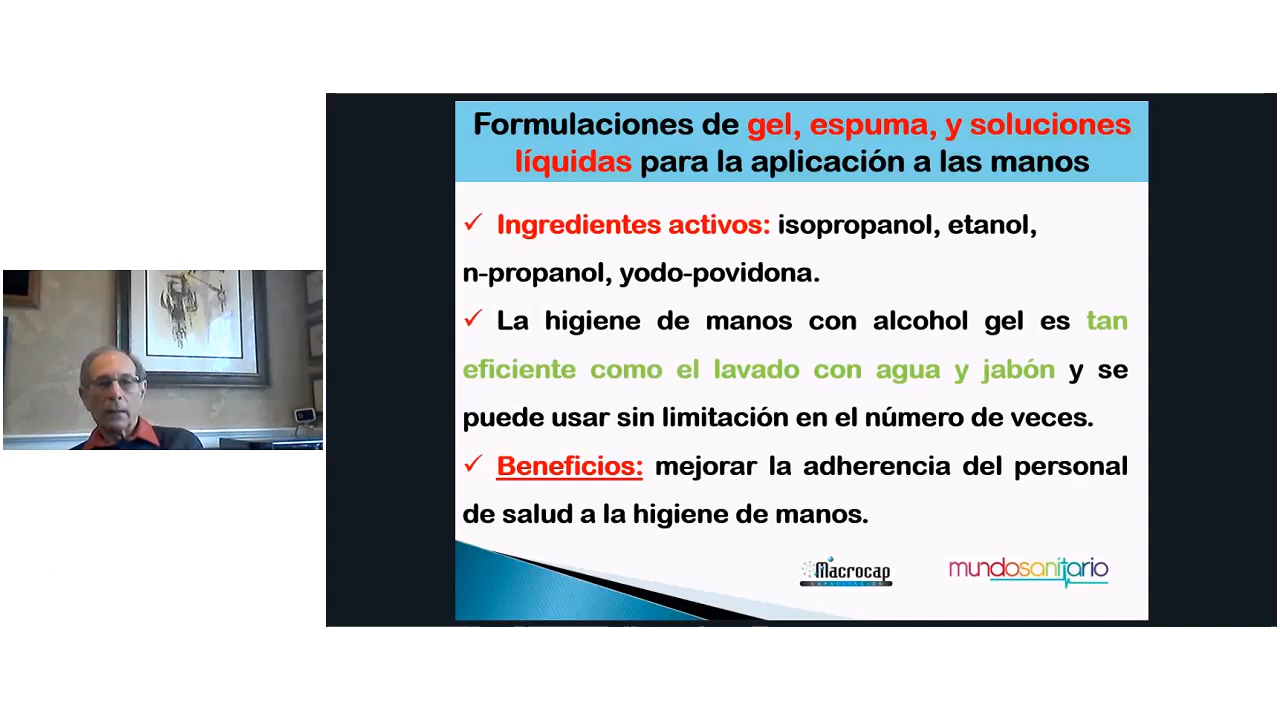 Formulaciones de gel, espuma, y soluciones
líquidas para la aplicación a las manos
✓ Ingredientes activos: isopropanol, etanol,
n-propanol, yodo-povidona.
✓ La higiene de manos con alcohol gel es tan
eficiente como el lavado con agua y jabón y se
puede usar sin limitación en el número de veces.
✓ Beneficios: mejorar la adherencia del personal
de salud a la higiene de manos.
Macrocap
CAPACITACIÓN
mundosanitario